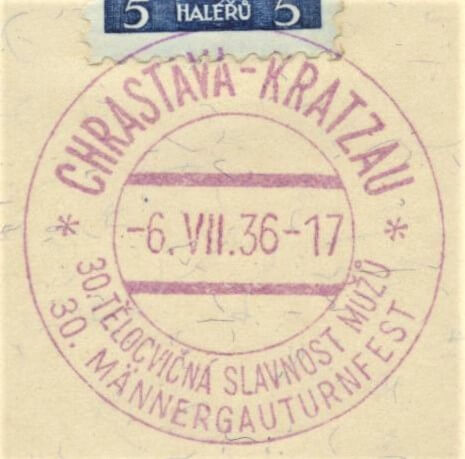 5 HALÉŘŮ 5
CHRASTAVA-KRATZAU
* -6.VII.36-17 *
30. TĚLOCVIČNÁ SLAVNOST MUŽŮ
30. MÄNNERGAUTURNFEST